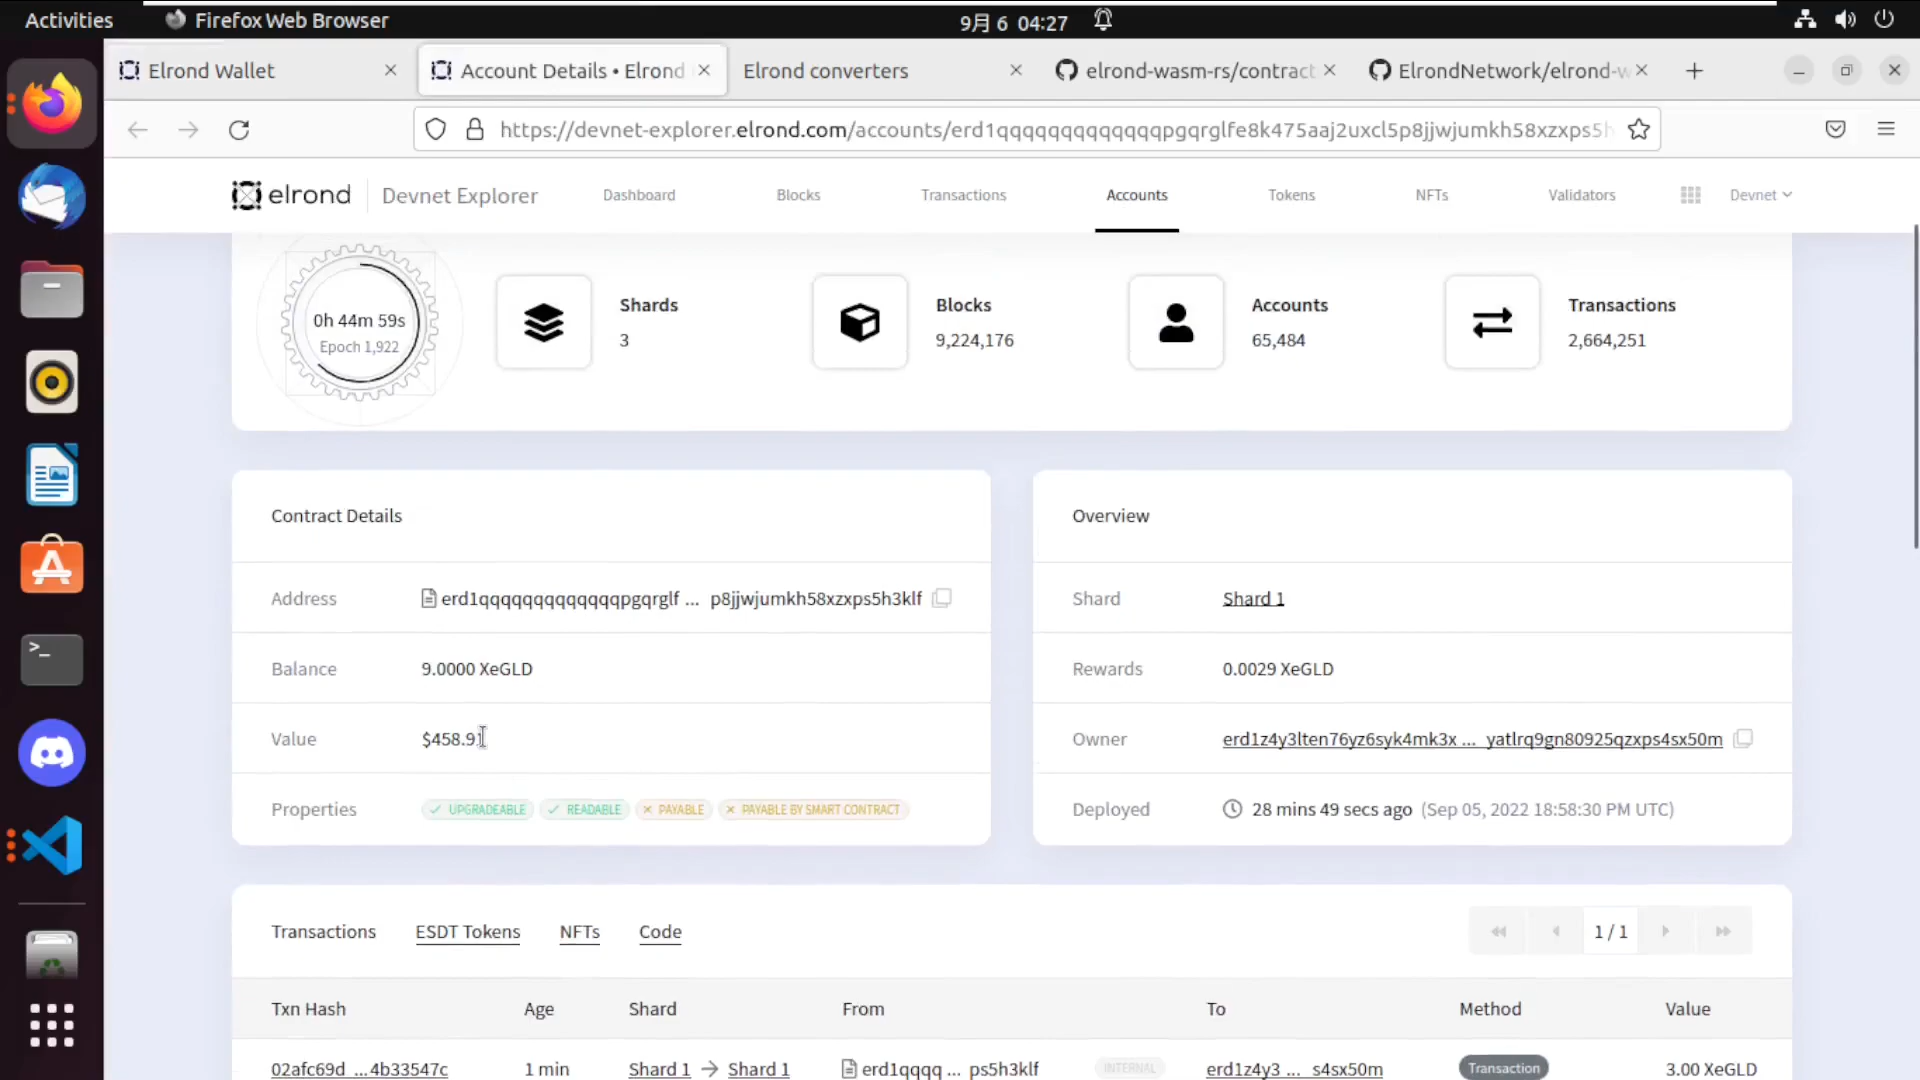 Activities
Firefox Web Browser
9月 6 04:27
Elrond Wallet
Account Details • Elrond
Elrond converters
elrond-wasm-rs/contract
ElrondNetwork/elrond-w
https://devnet-explorer.elrond.com/accounts/erd1qqqqqqqqqqqqqpgqrglfe8k475aaj2uxcl5p8jjwjumkh58xzxps5h
elrond
Devnet Explorer
Dashboard
Blocks
Transactions
Accounts
Tokens
NFTs
Validators
Devnet
0h 44m 59s
Epoch 1,922
Shards
3
Blocks
9,224,176
Accounts
65,484
Transactions
2,664,251
Contract Details
Address
erd1qqqqqqqqqqqqqpgqrglf ... p8jjwjumkh58xzxps5h3klf
Balance
9.0000 XeGLD
Value
Properties
UPGRADEABLE
READABLE
PAYABLE
PAYABLE BY SMART CONTRACT
Overview
Shard
Shard 1
Rewards
0.0029 XeGLD
Owner
erd1z4y3lten76yz6syk4mk3x ... yatlrq9gn80925qzxps4sx50m
Deployed
28 mins 49 secs ago (Sep 05, 2022 18:58:30 PM UTC)
Transactions
ESDT Tokens
NFTs
Code
1 / 1
Txn Hash
Age
Shard
From
To
Method
Value
02afc69d ...4b33547c
1 min
Shard 1 → Shard 1
erd1qqqq ... ps5h3klf
INTERNAL
erd1z4y3 ... s4sx50m
Transaction
3.00 XeGLD